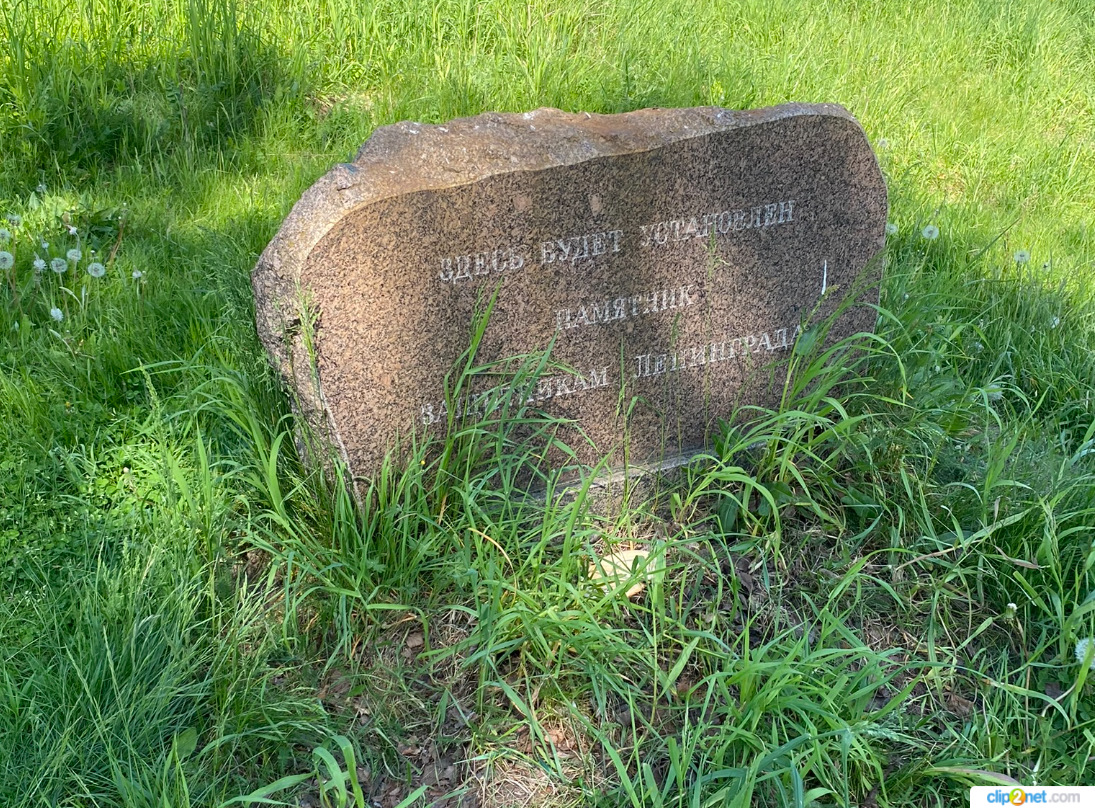 ЗДЕСЬ БУДЕТ УСТАНОВЛЕН
ПАМЯТНИК
ЗАЩИТНИКАМ ЛЕНИНГРАДА
clip2net.com